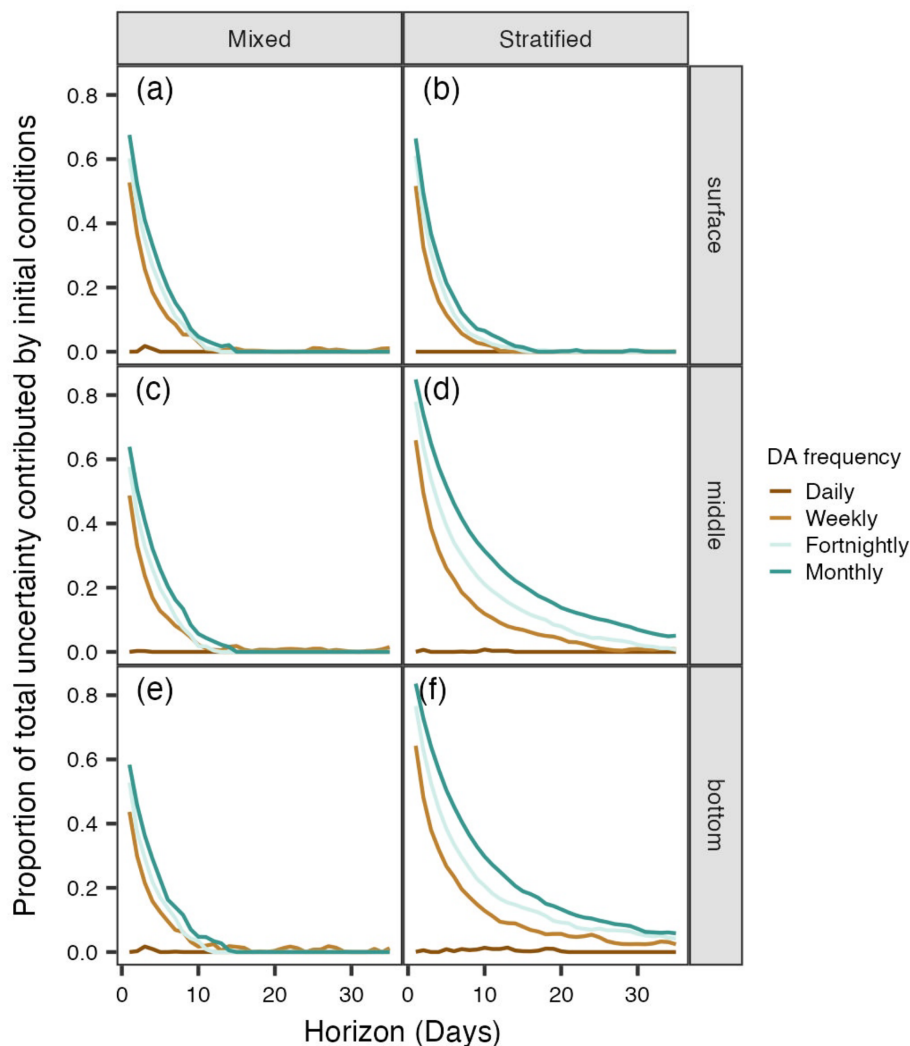 Mixed
Stratified
Proportion of total uncertainty contributed by initial conditions
(a)
(b)
0.8
0.6
0.4
0.2
0.0
surface
(c)
(d)
0.8
0.6
0.4
0.2
0.0
middle
(e)
(f)
0.8
0.6
0.4
0.2
0.0
bottom
0 10 20 30
0 10 20 30
Horizon (Days)
DA frequency
Daily
Weekly
Fortnightly
Monthly